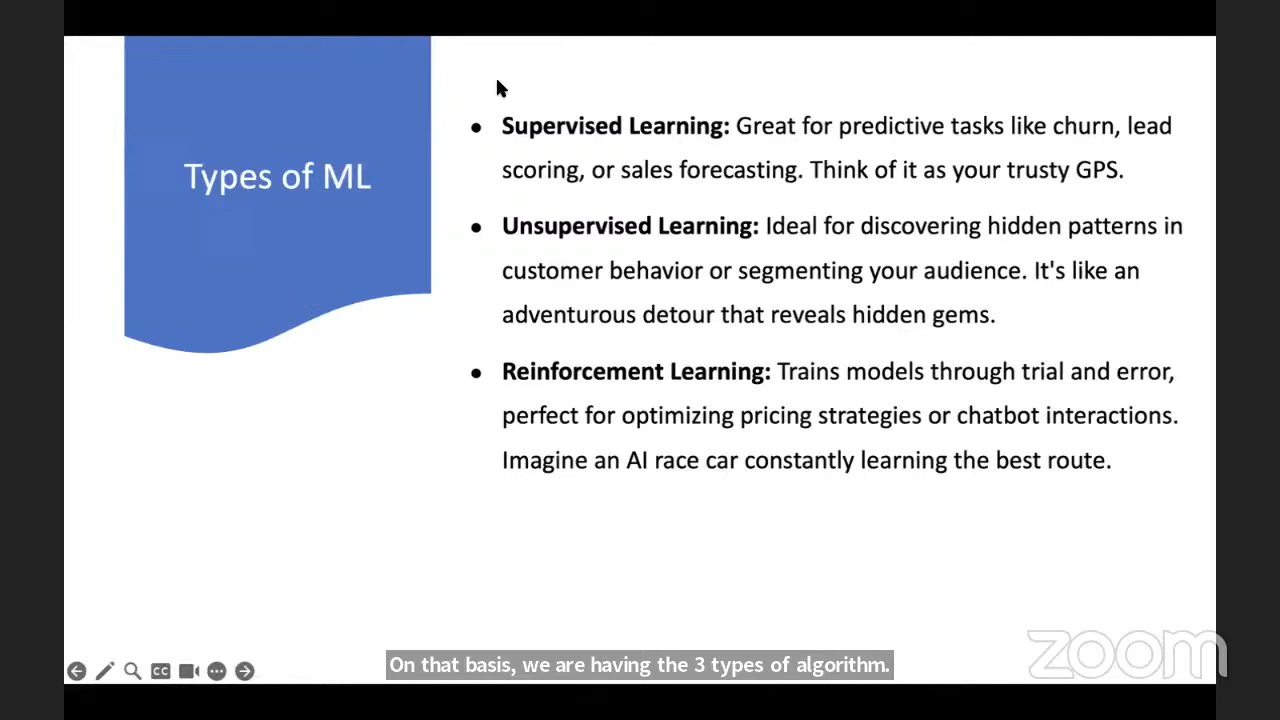 Types of ML
• Supervised Learning: Great for predictive tasks like churn, lead
scoring, or sales forecasting. Think of it as your trusty GPS.
• Unsupervised Learning: Ideal for discovering hidden patterns in
customer behavior or segmenting your audience. It's like an
adventurous detour that reveals hidden gems.
• Reinforcement Learning: Trains models through trial and error,
perfect for optimizing pricing strategies or chatbot interactions.
Imagine an AI race car constantly learning the best route.
CC
On that basis, we are having the 3 types of algorithm.
zoom